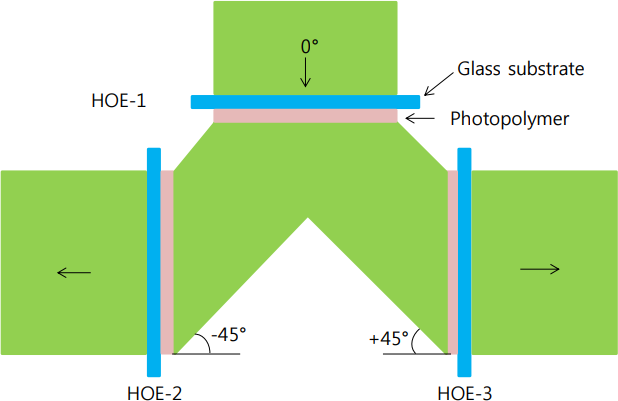 0°
Glass substrate
HOE-1
Photopolymer
-45°
+45°
HOE-2
HOE-3